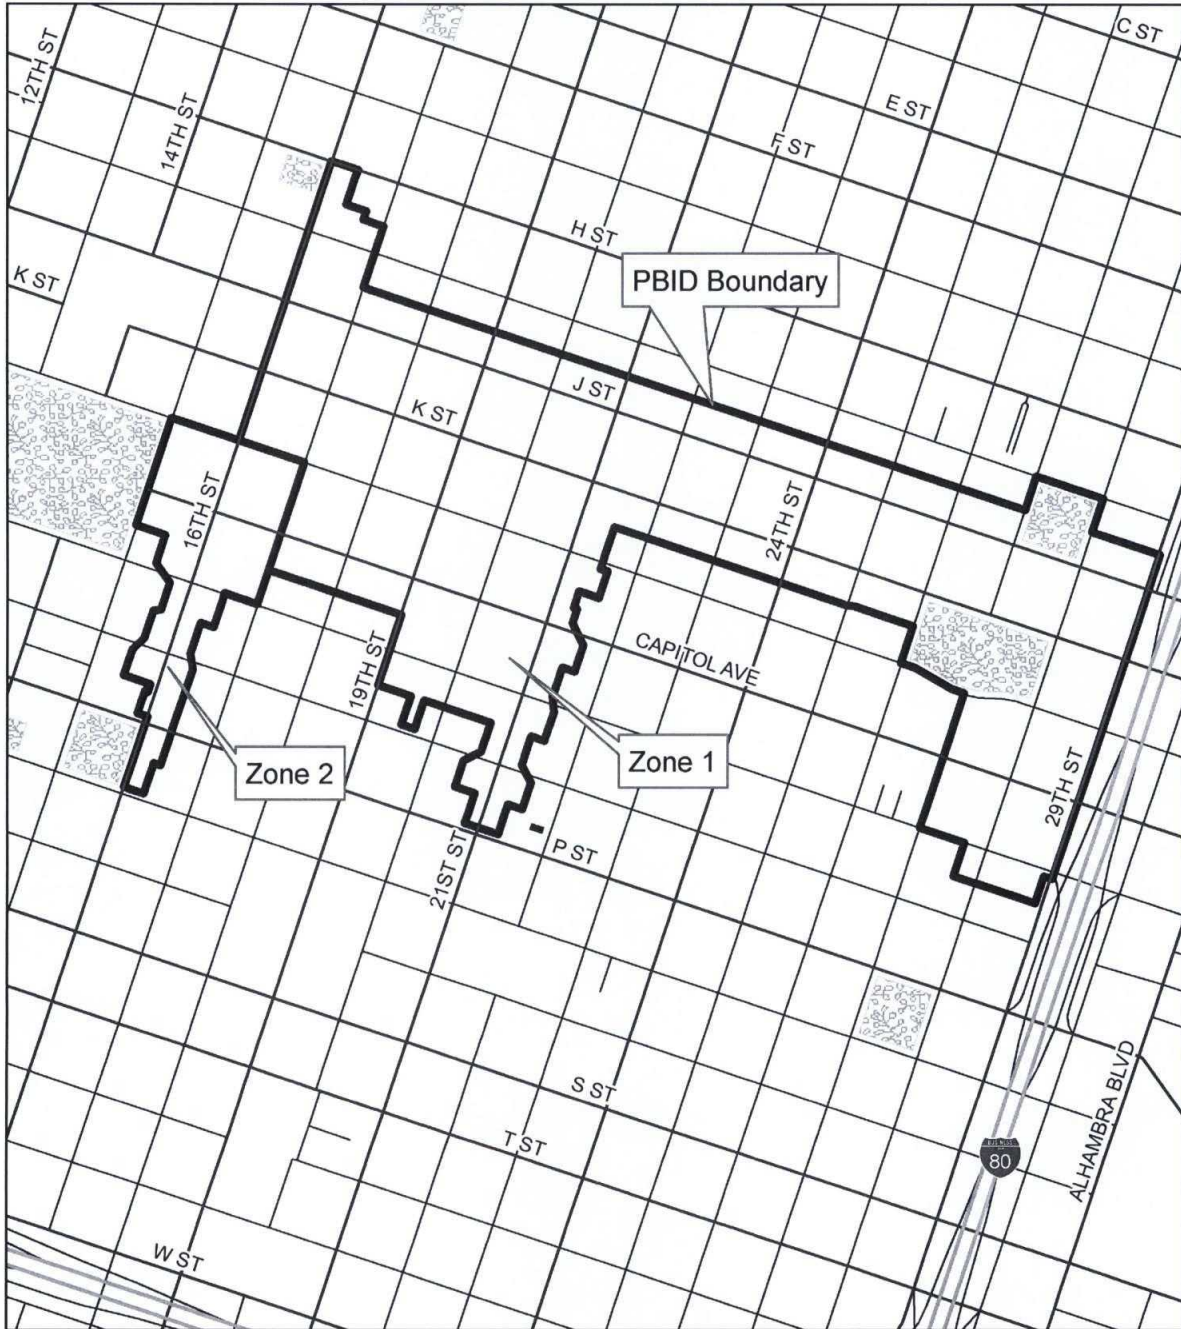 C ST
12TH ST
E ST
14TH ST
F ST
H ST
K ST
PBID Boundary
J ST
K ST
16TH ST
24TH ST
CAPITOL AVE
19TH ST
Zone 2
Zone 1
29TH ST
P ST
21ST ST
S ST
ALHAMBRA BLVD
T ST
80
W ST